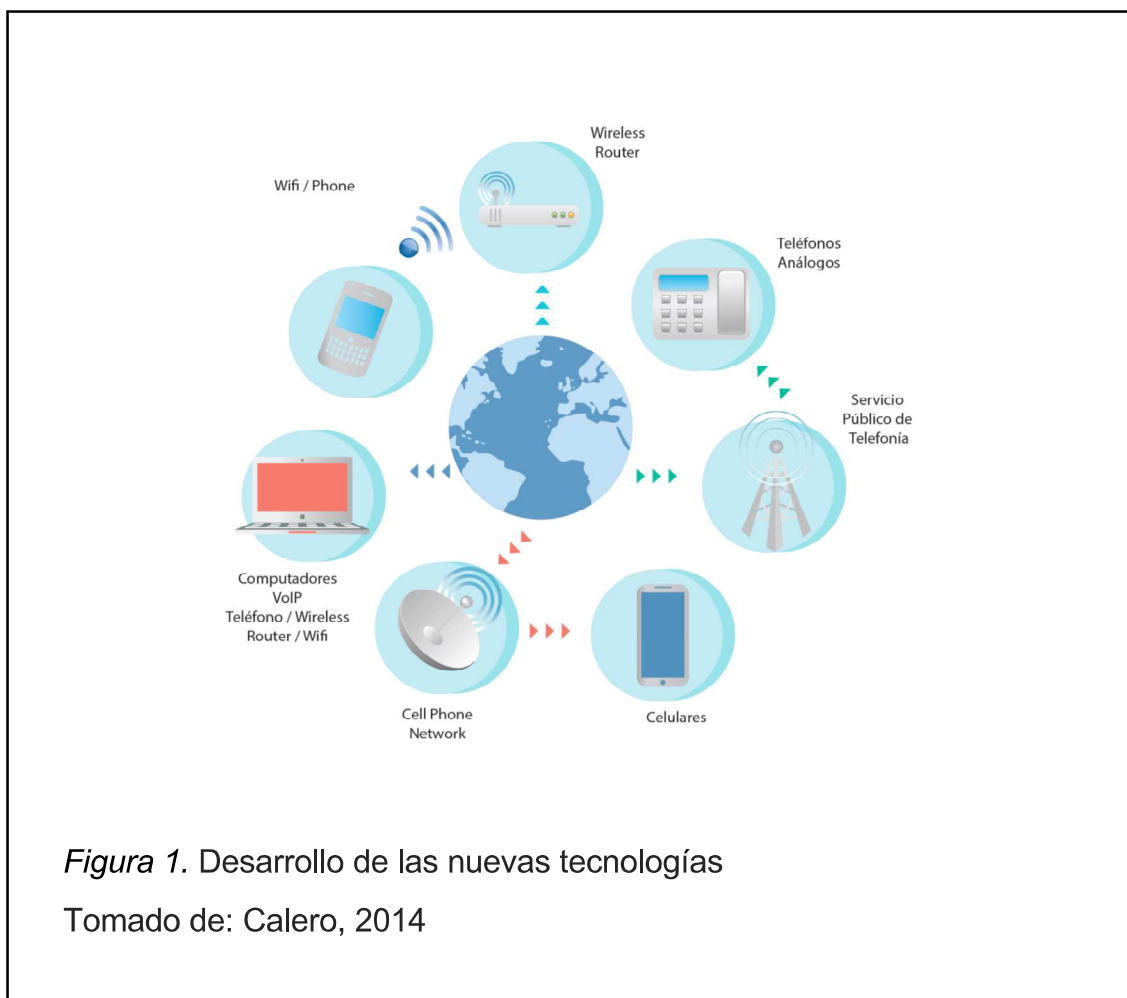 Wireless
Router
Wifi / Phone
Teléfonos
Análogos
Servicio
Público de
Telefonía
Computadores
VoIP
Teléfono / Wireless
Router / Wifi
Cell Phone
Network
Celulares
Figura 1. Desarrollo de las nuevas tecnologías
Tomado de: Calero, 2014